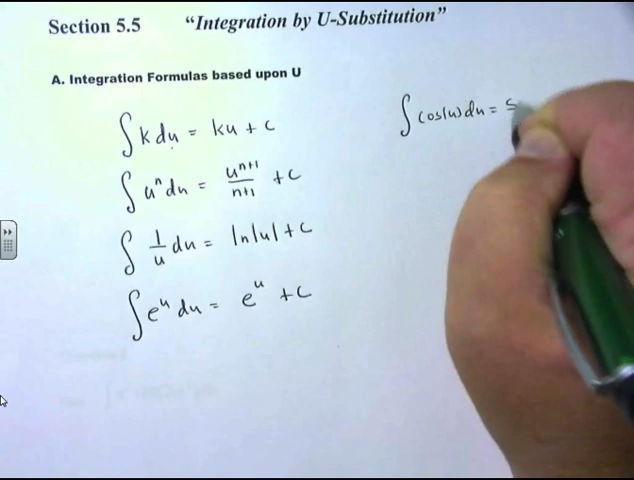 Section 5.5 “Integration by U-Substitution”
A. Integration Formulas based upon U
∫ k du = ku + c
∫ uⁿ du = uⁿ⁺¹/n+1 + c
∫ 1/u du = ln|u| + c
∫ eᵘ du = eᵘ + c
∫ cos(u) du = s